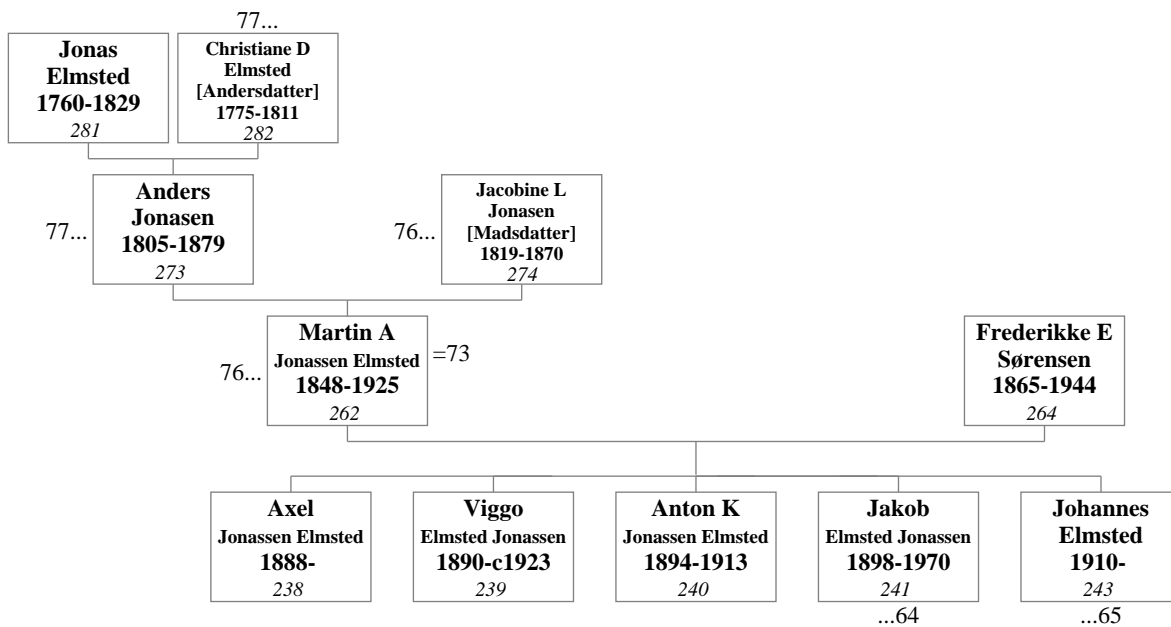 77...
Jonas
Elmsted
1760-1829
281
Christiane D
Elmsted
[Andersdatter]
1775-1811
282
77...
Anders
Jonasen
1805-1879
273
76...
Jacobine L
Jonasen
[Madsdatter]
1819-1870
274
76...
Martin A
Jonassen Elmsted
1848-1925
262
=73
Frederikke E
Sørensen
1865-1944
264
Axel
Jonassen Elmsted
1888-
238
Viggo
Elmsted Jonassen
1890-c1923
239
Anton K
Jonassen Elmsted
1894-1913
240
Jakob
Elmsted Jonassen
1898-1970
241
...64
Johannes
Elmsted
1910-
243
...65